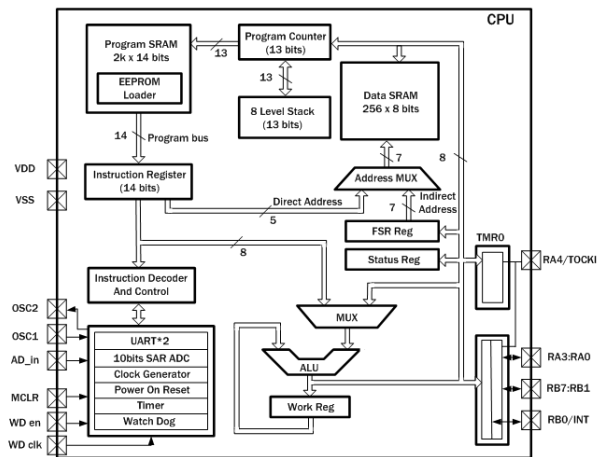 CPU
Program SRAM
2k x 14 bits
EEPROM
Loader
13
Program Counter
(13 bits)
13
8 Level Stack
(13 bits)
Data SRAM
256 x 8 bits
14
Program bus
7
8
VDD
VSS
Instruction Register
(14 bits)
Address MUX
Direct Address
5
7
Indirect
Address
FSR Reg
TMR0
8
Status Reg
RA4/TOCKI
Instruction Decoder
And Control
MUX
OSC2
OSC1
AD_in
MCLR
WD en
WD clk
UART*2
10bits SAR ADC
Clock Generator
Power On Reset
Timer
Watch Dog
ALU
Work Reg
RA3:RA0
RB7:RB1
RB0/INT